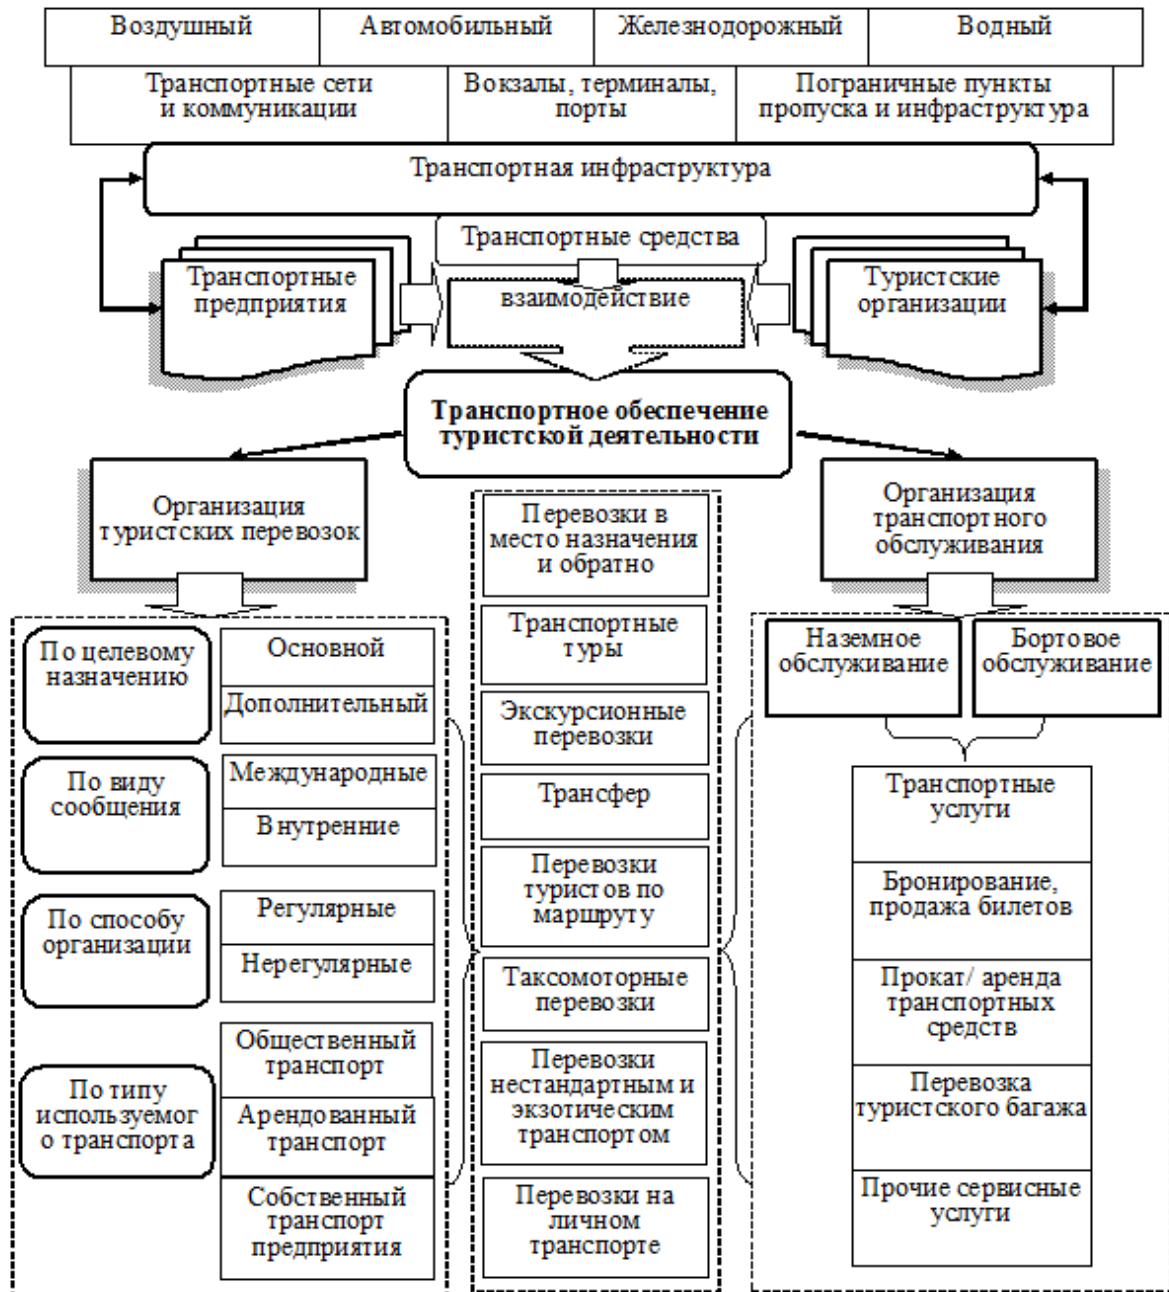 Воздушный
Автомобильный
Железнодорожный
Водный
Транспортные сети
и коммуникации
Вокзалы, терминалы,
порты
Пограничные пункты
пропуска и инфраструктура
Транспортная инфраструктура
Транспортные средства
Транспортные
предприятия
взаимодействие
Туристские
организации
Транспортное обеспечение
туристской деятельности
Организация
туристских перевозок
Организация
транспортного
обслуживания
По целевому
назначению
Основной
Дополнительный
По виду
сообщения
Международные
Внутренние
По способу
организации
Регулярные
Нерегулярные
По типу
используемог
о транспорта
Общественный
транспорт
Арендованный
транспорт
Собственный
транспорт
предприятия
Перевозки в
место назначения
и обратно
Транспортные
туры
Экскурсионные
перевозки
Трансфер
Перевозки
туристов по
маршруту
Таксомоторные
перевозки
Перевозки
нестандартным и
экзотическим
транспортом
Перевозки на
личном
транспорте
Наземное
обслуживание
Бортовое
обслуживание
Транспортные
услуги
Бронирование,
продажа билетов
Прокат/ аренда
транспортных
средств
Перевозка
туристского багажа
Прочие сервисные
услуги